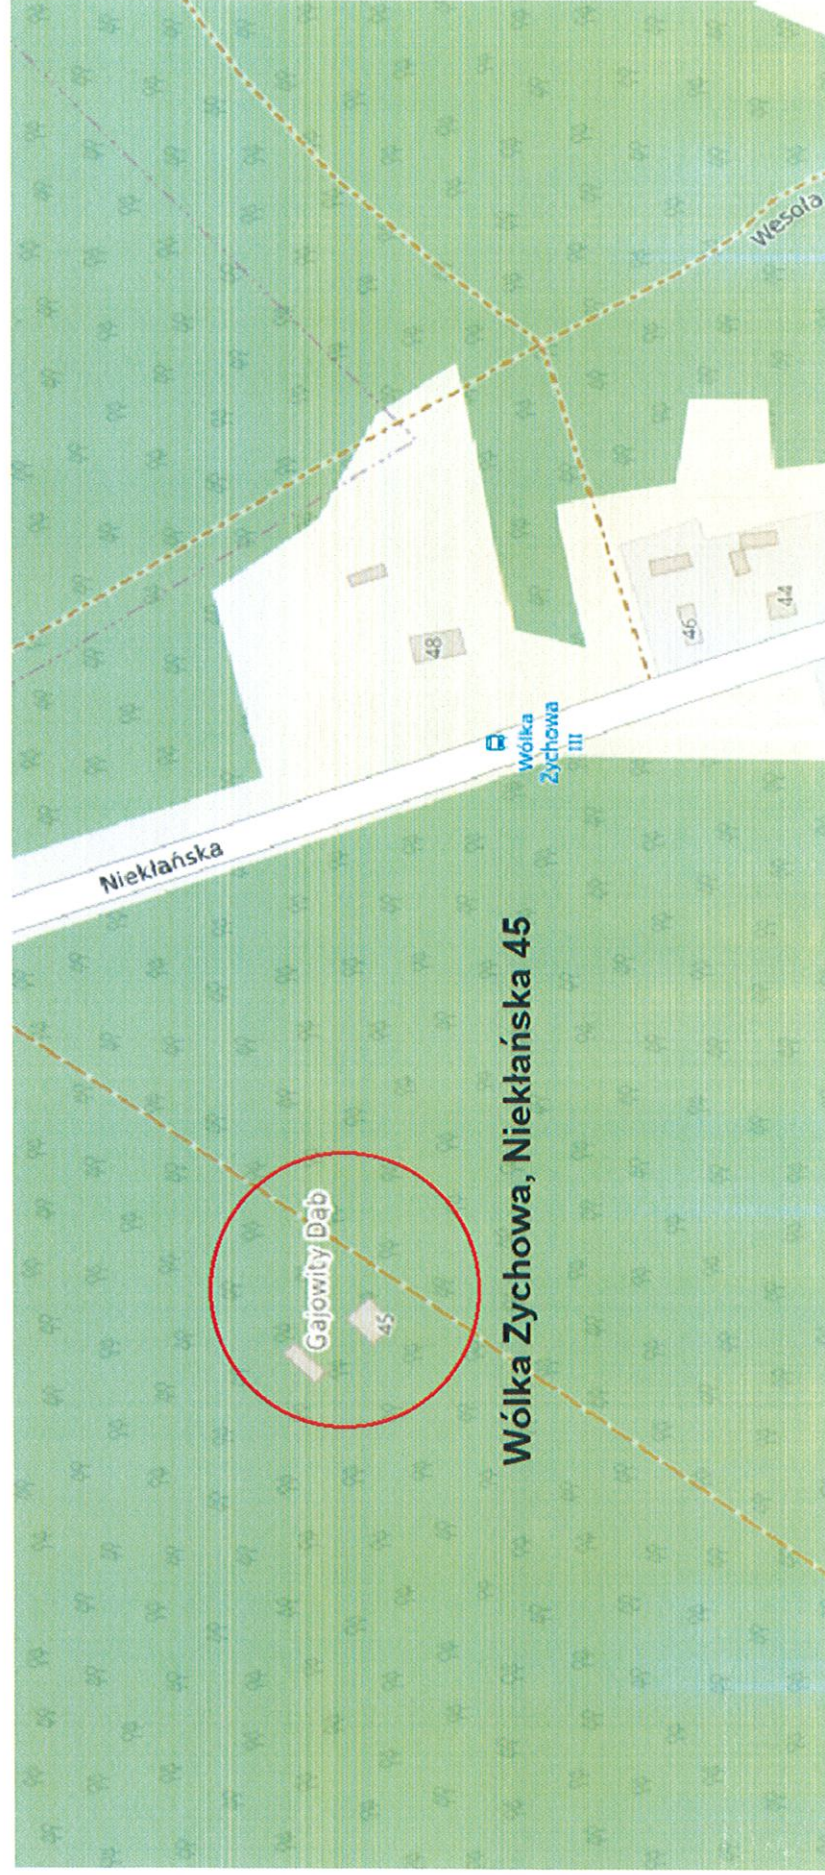 Niekłańska
Gajowity Dąb
45
48
Wólka Zychowa, Niekłańska 45
Wólka
Zychowa
III
46
44
Wesoła